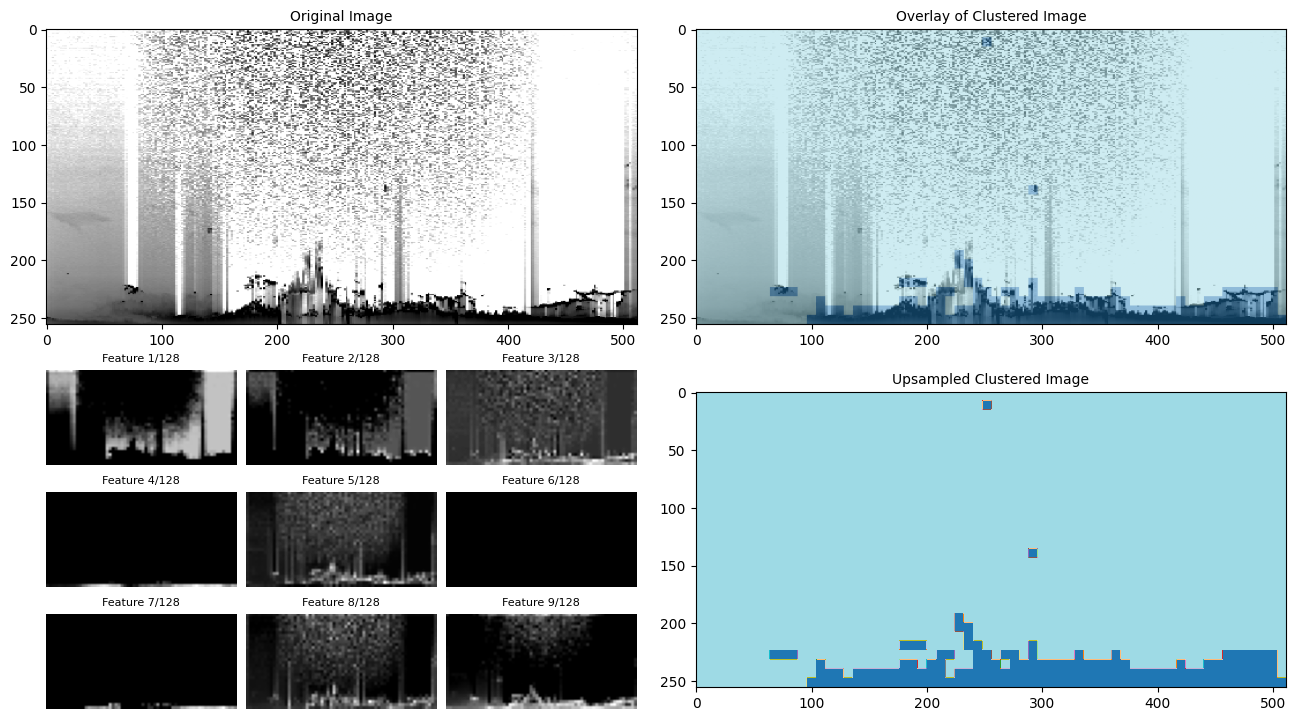 Original Image
0
50
100
150
200
250
0 100 200 300 400 500
Overlay of Clustered Image
0
50
100
150
200
250
0 100 200 300 400 500
Feature 1/128 Feature 2/128 Feature 3/128
Feature 4/128 Feature 5/128 Feature 6/128
Feature 7/128 Feature 8/128 Feature 9/128
Upsampled Clustered Image
0
50
100
150
200
250
0 100 200 300 400 500